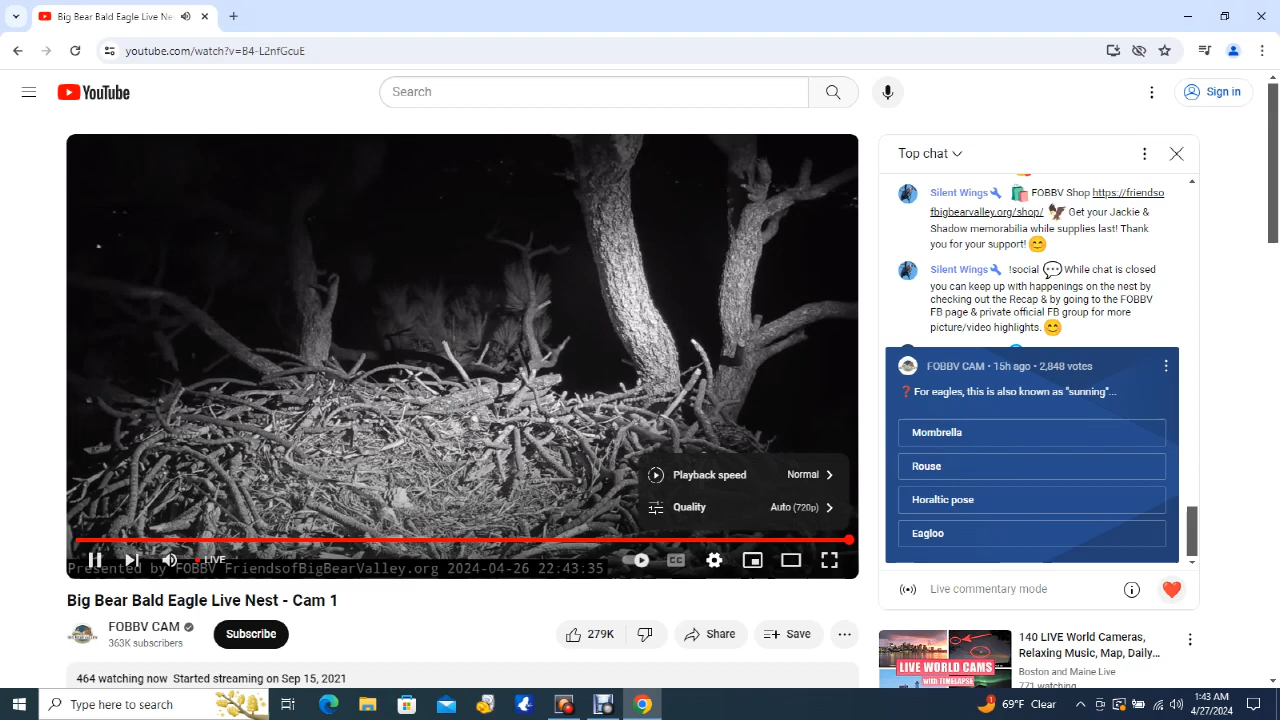 Big Bear Bald Eagle Live Ne
youtube.com/watch?v=B4-L2nfGcuE
YouTube
Search
Sign in
Top chat
Silent Wings FOBBV Shop https://friendso
fbigbearvalley.org/shop/ Get your Jackie &
Shadow memorabilia while supplies last! Thank
you for your support!
Silent Wings !social While chat is closed
you can keep up with happenings on the nest by
checking out the Recap & by going to the FOBBV
FB page & private official FB group for more
picture/video highlights.
FOBBV CAM • 15h ago • 2,848 votes
❓For eagles, this is also known as "sunning"...
Mombrella
Rouse
Horaltic pose
Eagloo
Live commentary mode
Playback speed Normal
Quality Auto (720p)
LIVE
CC
Presented by FOBBV FriendsofBigBearValley.org 2024-04-26 22:43:35
Big Bear Bald Eagle Live Nest - Cam 1
FOBBV CAM
363K subscribers
Subscribe
279K
Share
Save
464 watching now Started streaming on Sep 15, 2021
LIVE WORLD CAMS
WITH TIMELAPSE
140 LIVE World Cameras,
Relaxing Music, Map, Daily...
Boston and Maine Live
771 watching
Type here to search
69°F Clear
1:43 AM
4/27/2024